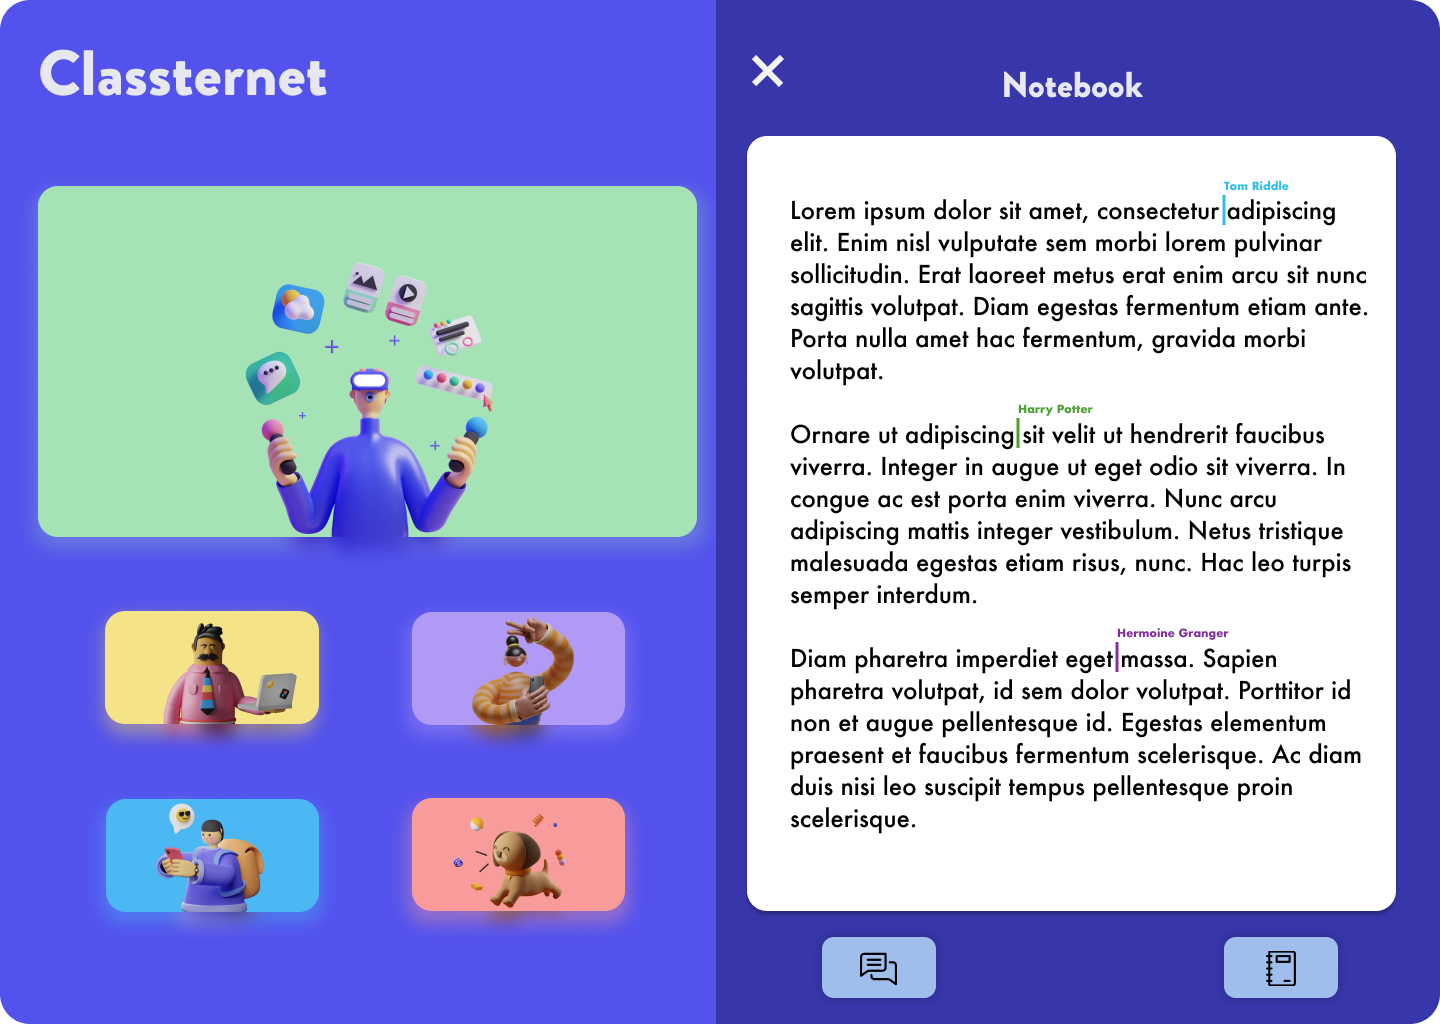 Classternet
Notebook
Tom Riddle
Lorem ipsum dolor sit amet, consectetur adipiscing
elit. Enim nisl vulputate sem morbi lorem pulvinar
sollicitudin. Erat laoreet metus erat enim arcu sit nunc
sagittis volutpat. Diam egestas fermentum etiam ante.
Porta nulla amet hac fermentum, gravida morbi
volutpat.
Harry Potter
Ornare ut adipiscing sit velit ut hendrerit faucibus
viverra. Integer in augue ut eget odio sit viverra. In
congue ac est porta enim viverra. Nunc arcu
adipiscing mattis integer vestibulum. Netus tristique
malesuada egestas etiam risus, nunc. Hac leo turpis
semper interdum.
Hermoine Granger
Diam pharetra imperdiet eget massa. Sapien
pharetra volutpat, id sem dolor volutpat. Porttitor id
non et augue pellentesque id. Egestas elementum
praesent et faucibus fermentum scelerisque. Ac diam
duis nisi leo suscipit tempus pellentesque proin
scelerisque.